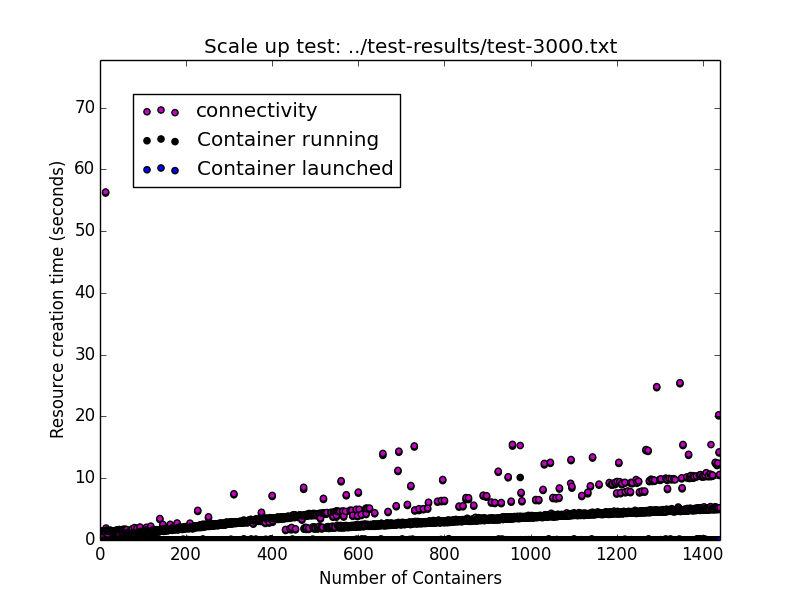 Scale up test: ../test-results/test-3000.txt
70
60
50
40
30
20
10
0
Resource creation time (seconds)
connectivity
Container running
Container launched
0 200 400 600 800 1000 1200 1400
Number of Containers